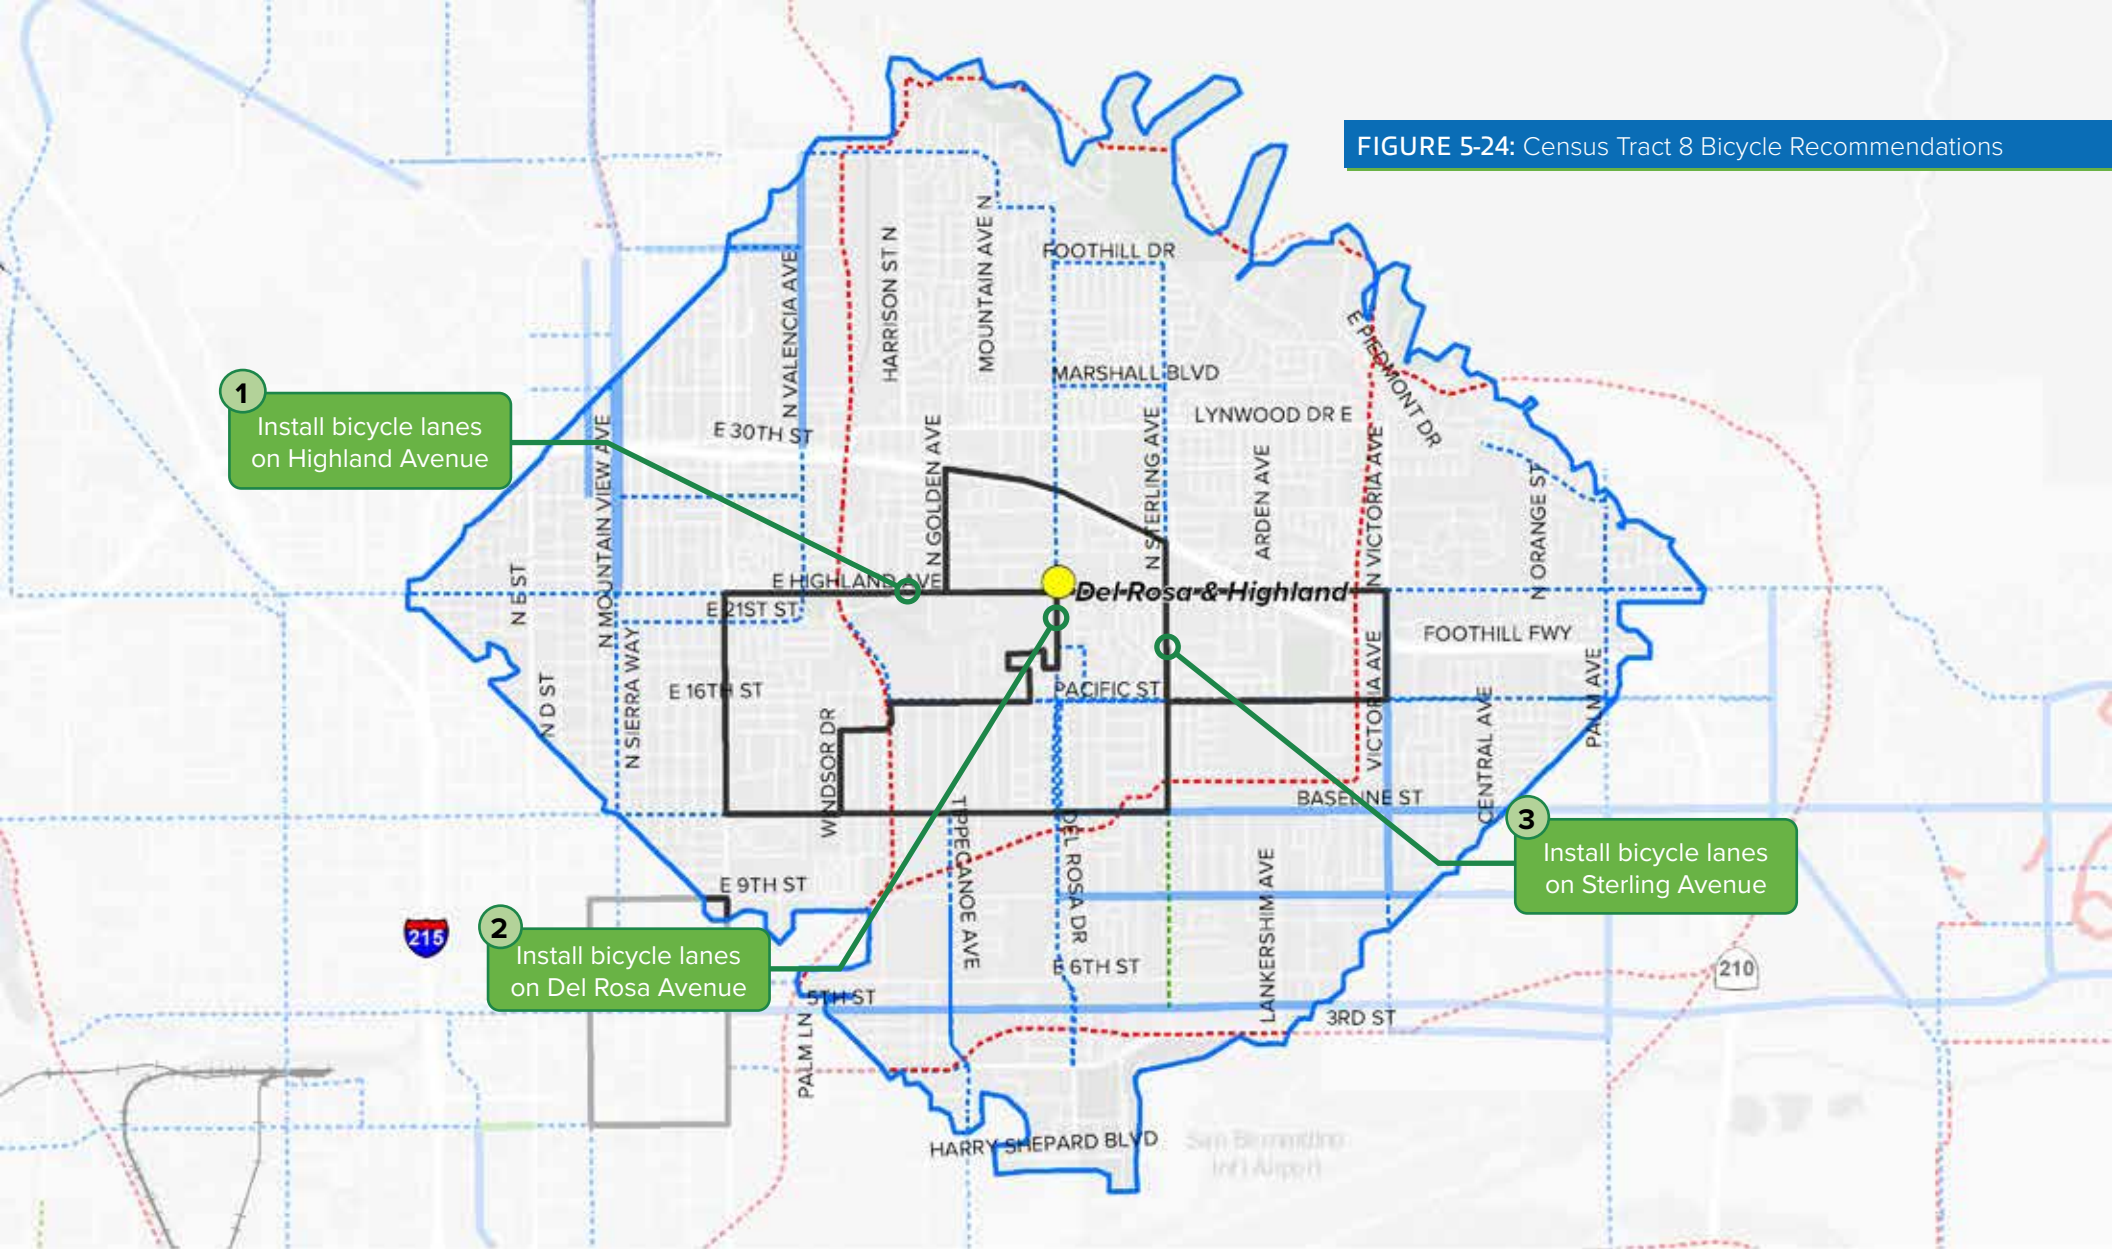 FIGURE 5-24: Census Tract 8 Bicycle Recommendations
N VALENCIA AVE
HARRISON ST N
MOUNTAIN AVE N
FOOTHILL DR
MARSHALL BLVD
LYNWOOD DR E
E PIEDMONT DR
1
Install bicycle lanes
on Highland Avenue
E 30TH ST
N MOUNTAIN VIEW AVE
N GOLDEN AVE
N STERLING AVE
ARDEN AVE
N VICTORIA AVE
N ORANGE ST
N E ST
E HIGHLAND AVE
Del Rosa & Highland
E 21ST ST
FOOTHILL FWY
N SIERRA WAY
N D ST
E 16TH ST
PACIFIC ST
VICTORIA AVE
CENTRAL AVE
PALM AVE
WINDSOR DR
BASELINE ST
TIPPECANOE AVE
DEL ROSA DR
LANKERSHIM AVE
3
Install bicycle lanes
on Sterling Avenue
E 9TH ST
215
2
Install bicycle lanes
on Del Rosa Avenue
E 6TH ST
210
5TH ST
3RD ST
PALM LN
HARRY SHEPARD BLVD
San Bernardino
Int'l Airport